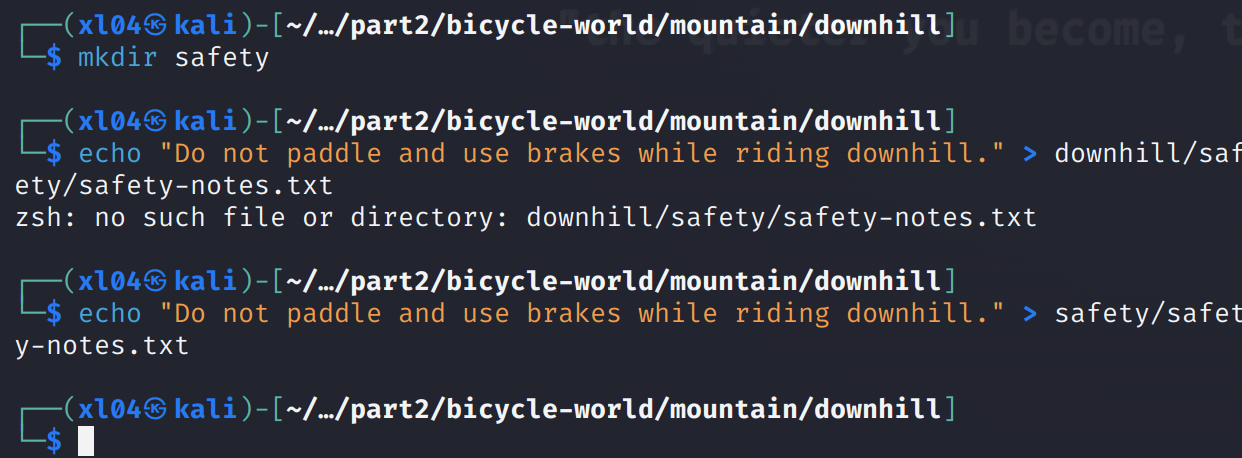 "the quieter you become, t
┌──(xl04㉿kali)-[~/…/part2/bicycle-world/mountain/downhill]
└─$ mkdir safety
┌──(xl04㉿kali)-[~/…/part2/bicycle-world/mountain/downhill]
└─$ echo "Do not paddle and use brakes while riding downhill." > downhill/saf
ety/safety-notes.txt
zsh: no such file or directory: downhill/safety/safety-notes.txt
┌──(xl04㉿kali)-[~/…/part2/bicycle-world/mountain/downhill]
└─$ echo "Do not paddle and use brakes while riding downhill." > safety/safet
y-notes.txt
┌──(xl04㉿kali)-[~/…/part2/bicycle-world/mountain/downhill]
└─$